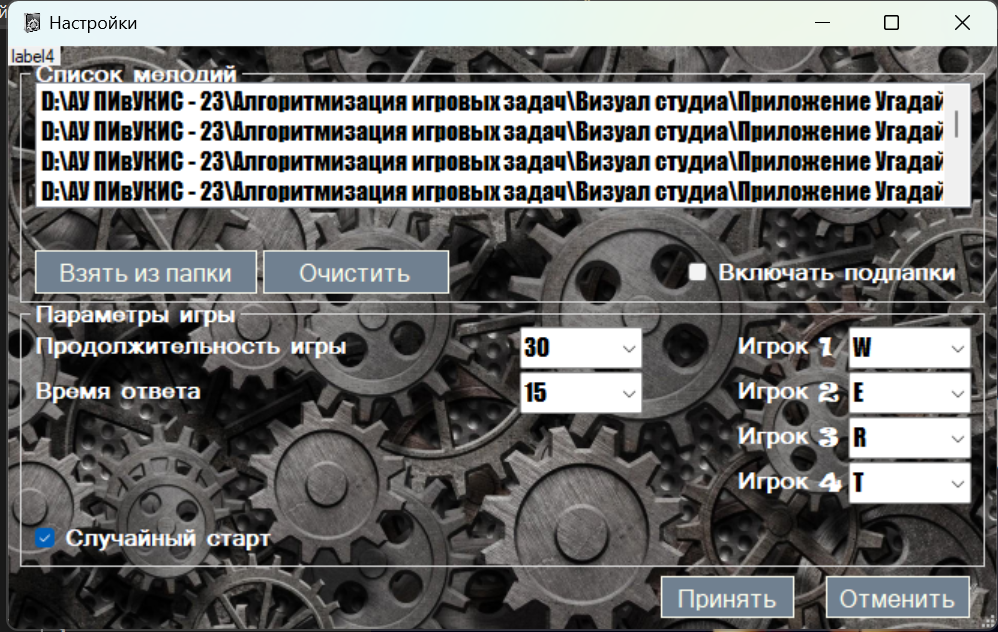 Настройки
label4
Список мелодий
D:\АУ ПИвУКИС - 23\Алгоритмизация игровых задач\Визуал студиа\Приложение Угадай
D:\АУ ПИвУКИС - 23\Алгоритмизация игровых задач\Визуал студиа\Приложение Угадай
D:\АУ ПИвУКИС - 23\Алгоритмизация игровых задач\Визуал студиа\Приложение Угадай
D:\АУ ПИвУКИС - 23\Алгоритмизация игровых задач\Визуал студиа\Приложение Угадай
Взять из папки Очистить Включать подпапки
Параметры игры
Продолжительность игры 30 Игрок 1 W
Время ответа 15 Игрок 2 E
Игрок 3 R
Игрок 4 T
Случайный старт
Принять Отменить